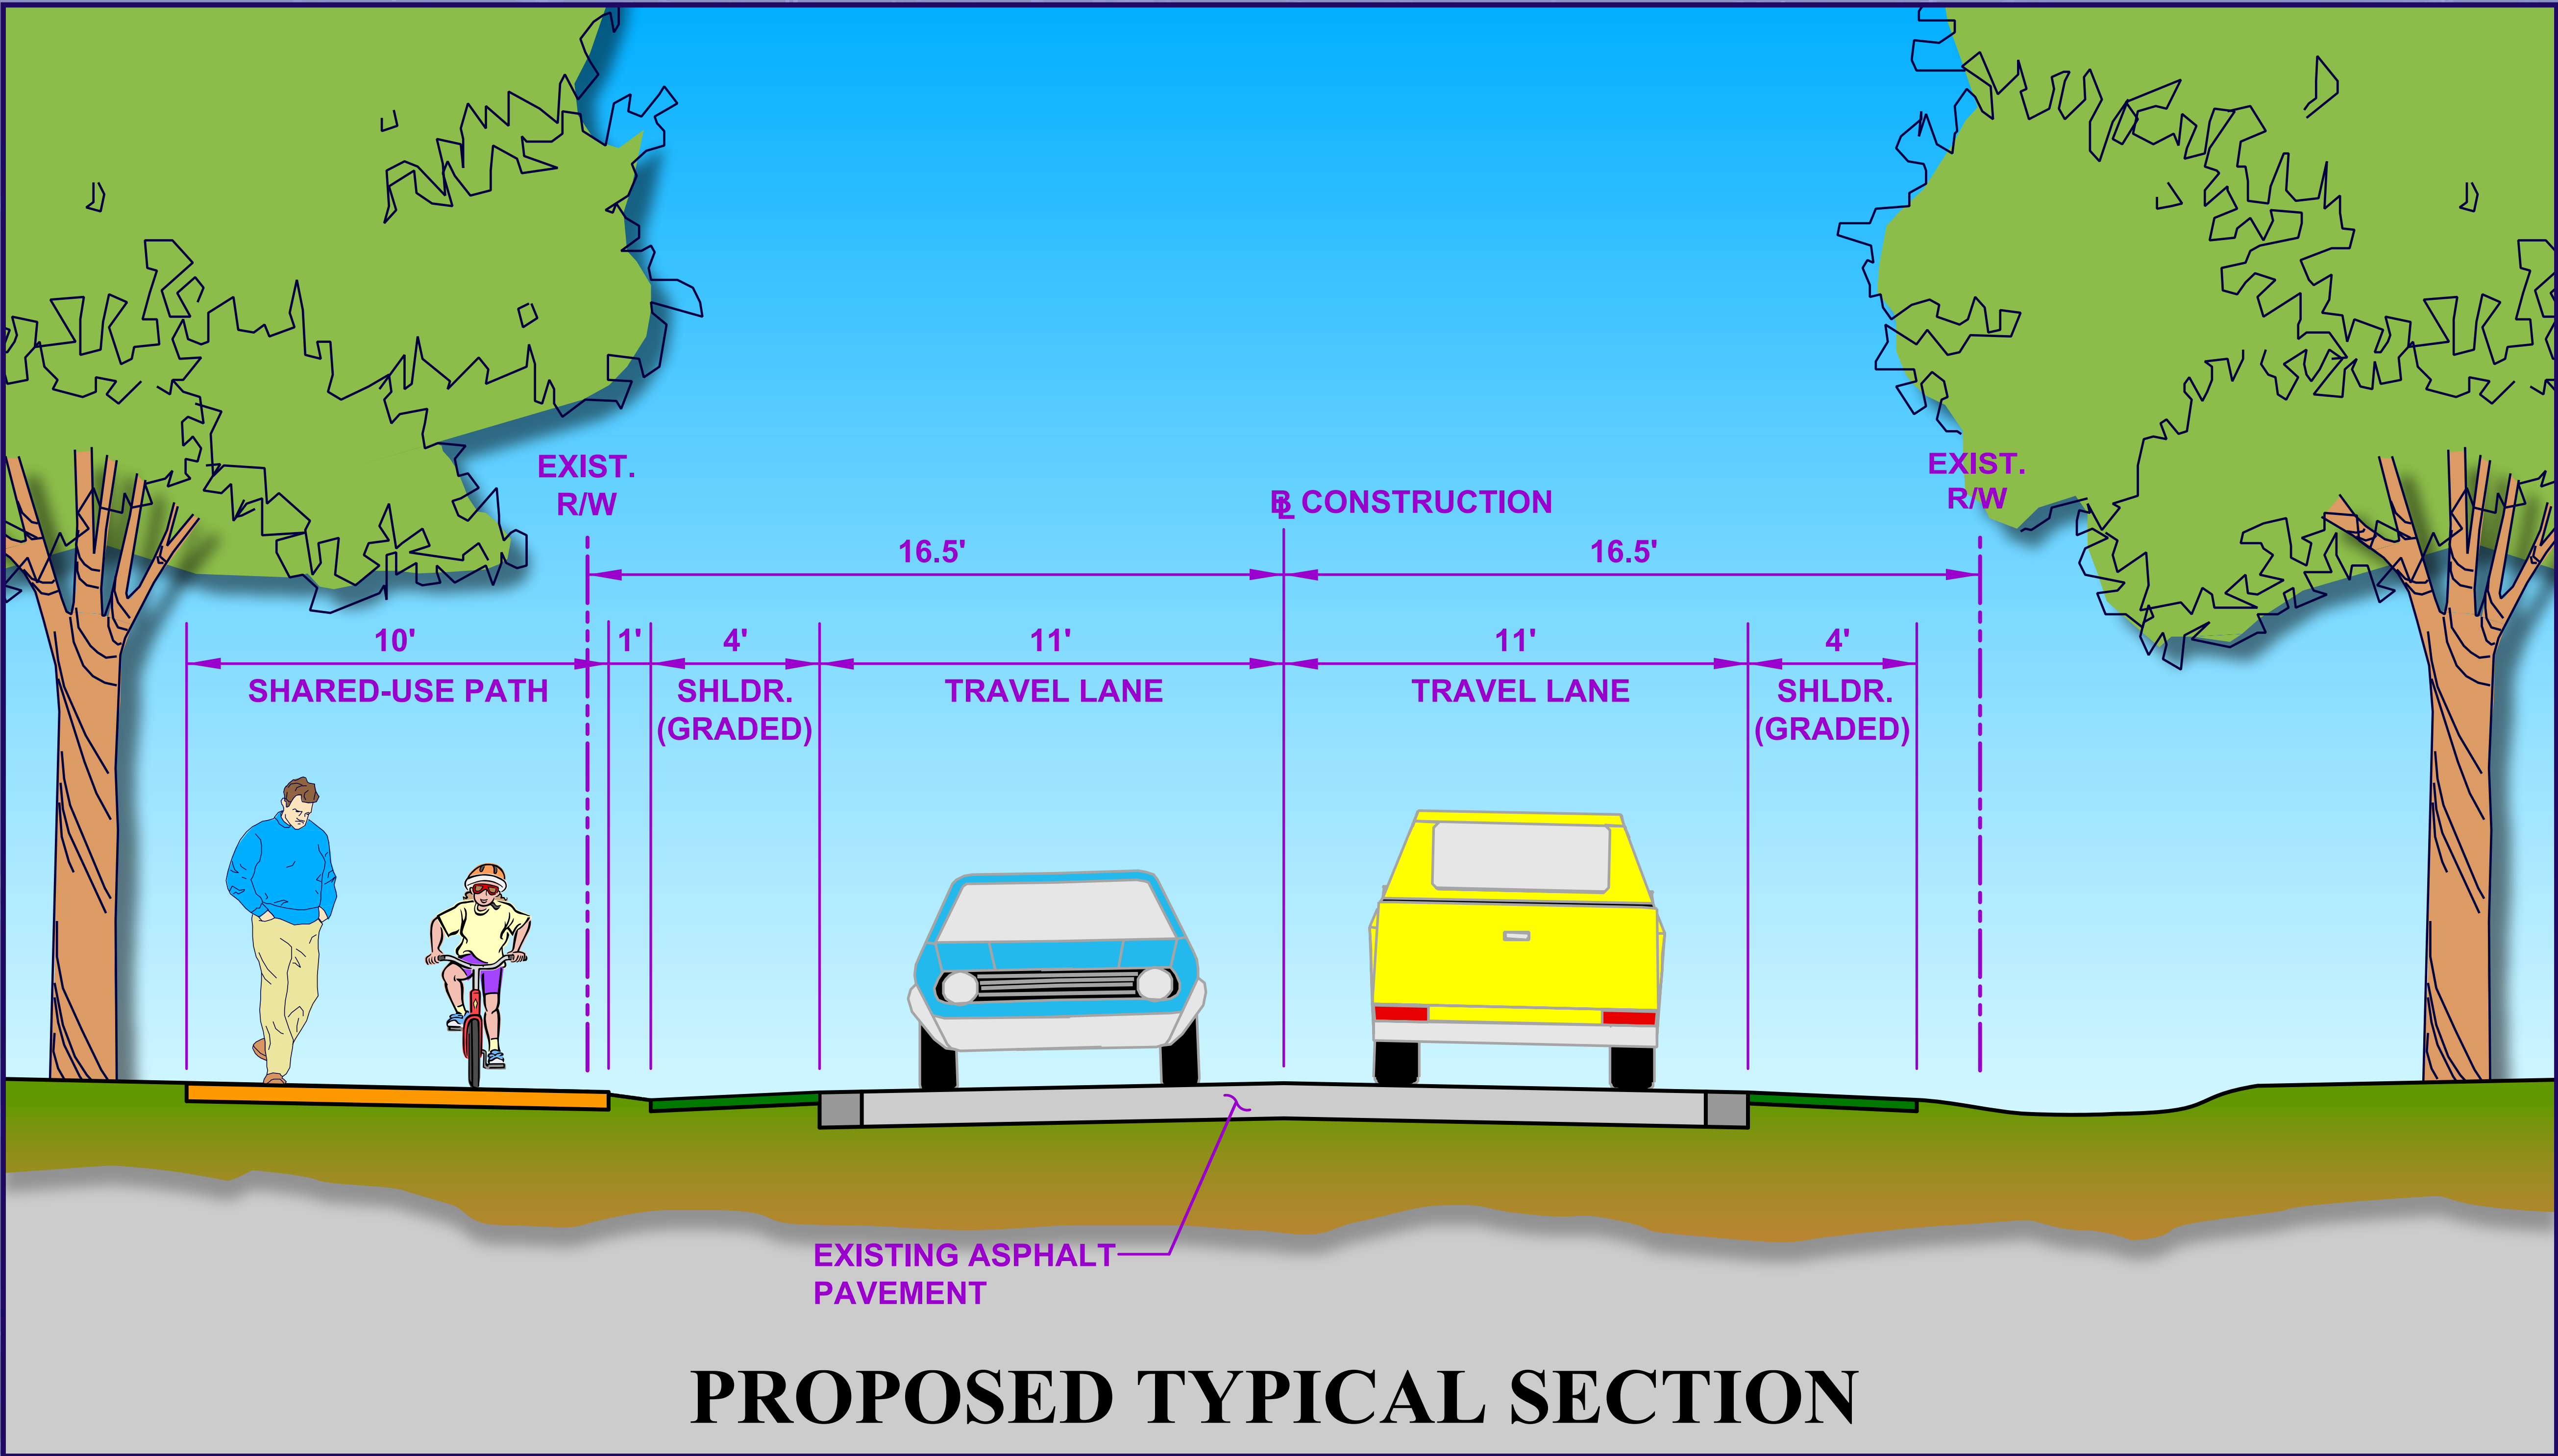 EXIST.
R/W
EXIST.
R/W
BL CONSTRUCTION
16.5'
16.5'
10'
1'
4'
11'
11'
4'
SHARED-USE PATH
SHLDR.
(GRADED)
TRAVEL LANE
TRAVEL LANE
SHLDR.
(GRADED)
EXISTING ASPHALT
PAVEMENT
PROPOSED TYPICAL SECTION